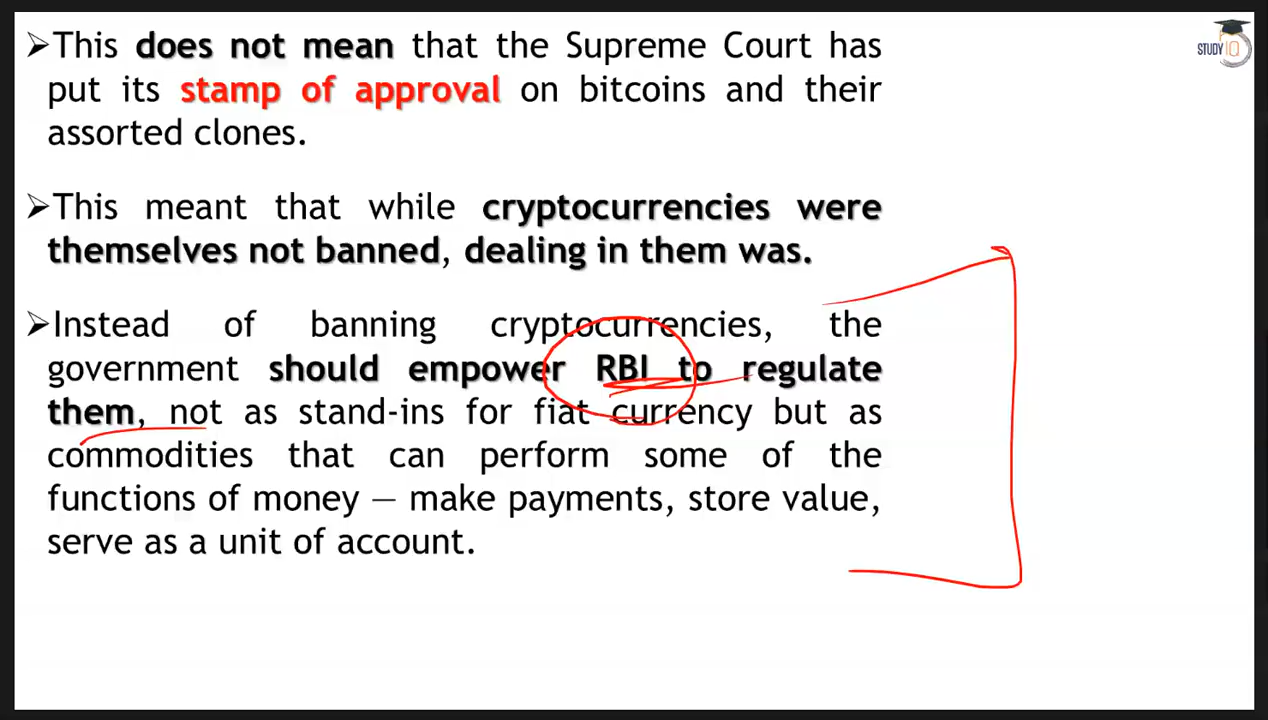 ➢This does not mean that the Supreme Court has
put its stamp of approval on bitcoins and their
assorted clones.
➢This meant that while cryptocurrencies were
themselves not banned, dealing in them was.
➢Instead of banning cryptocurrencies, the
government should empower RBI to regulate
them, not as stand-ins for fiat currency but as
commodities that can perform some of the
functions of money — make payments, store value,
serve as a unit of account.
STUDY IQ